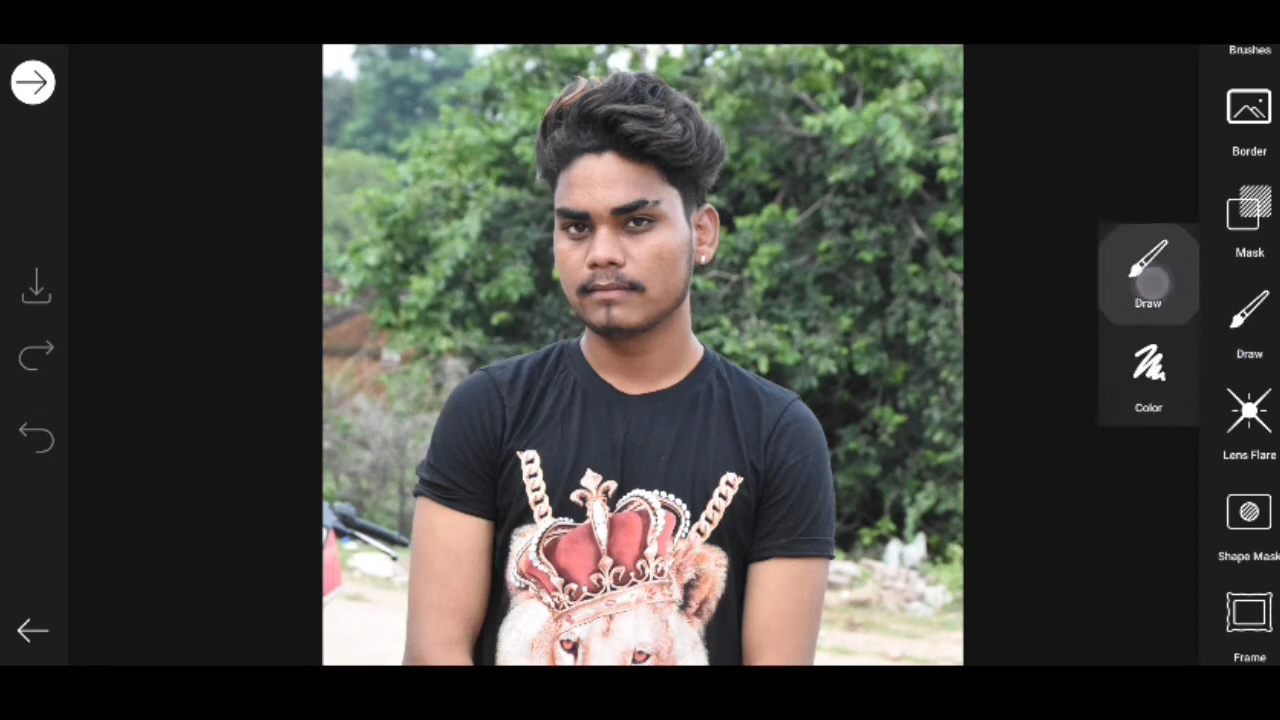 Brushes
Border
Mask
Draw
Draw
Color
Lens Flare
Shape Mask
Frame